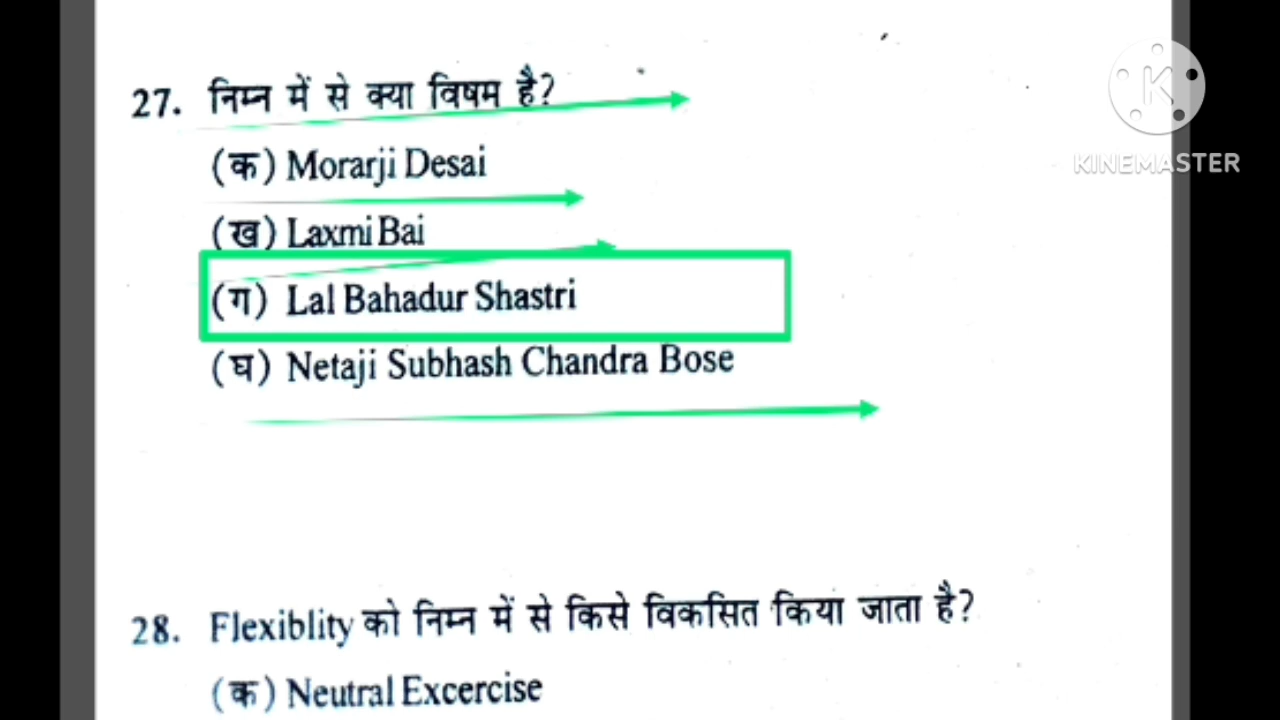 27. निम्न में से क्या विषम है?
(क) Morarji Desai
(ख) Laxmi Bai
(ग) Lal Bahadur Shastri
(घ) Netaji Subhash Chandra Bose
28. Flexiblity को निम्न में से किसे विकसित किया जाता है?
(क) Neutral Excercise
K
KINEMASTER